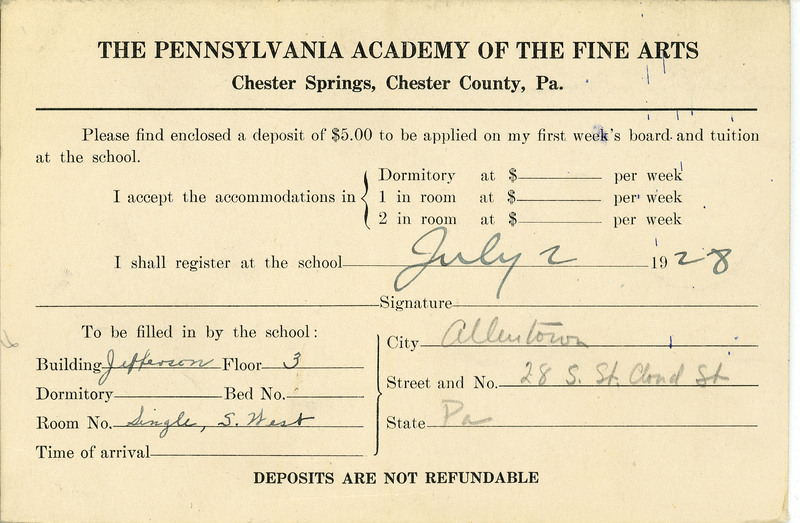 THE PENNSYLVANIA ACADEMY OF THE FINE ARTS
Chester Springs, Chester County, Pa.
Please find enclosed a deposit of $5.00 to be applied on my first week's board and tuition
at the school.
I accept the accommodations in
Dormitory at $ per week
1 in room at $ per week
2 in room at $ per week
I shall register at the school July 2 1928
Signature
To be filled in by the school:
Building Jefferson Floor 3
Dormitory Bed No.
Room No. Single, S. West
Time of arrival
City Allentown
Street and No. 28 S. St. Cloud St
State Pa
DEPOSITS ARE NOT REFUNDABLE